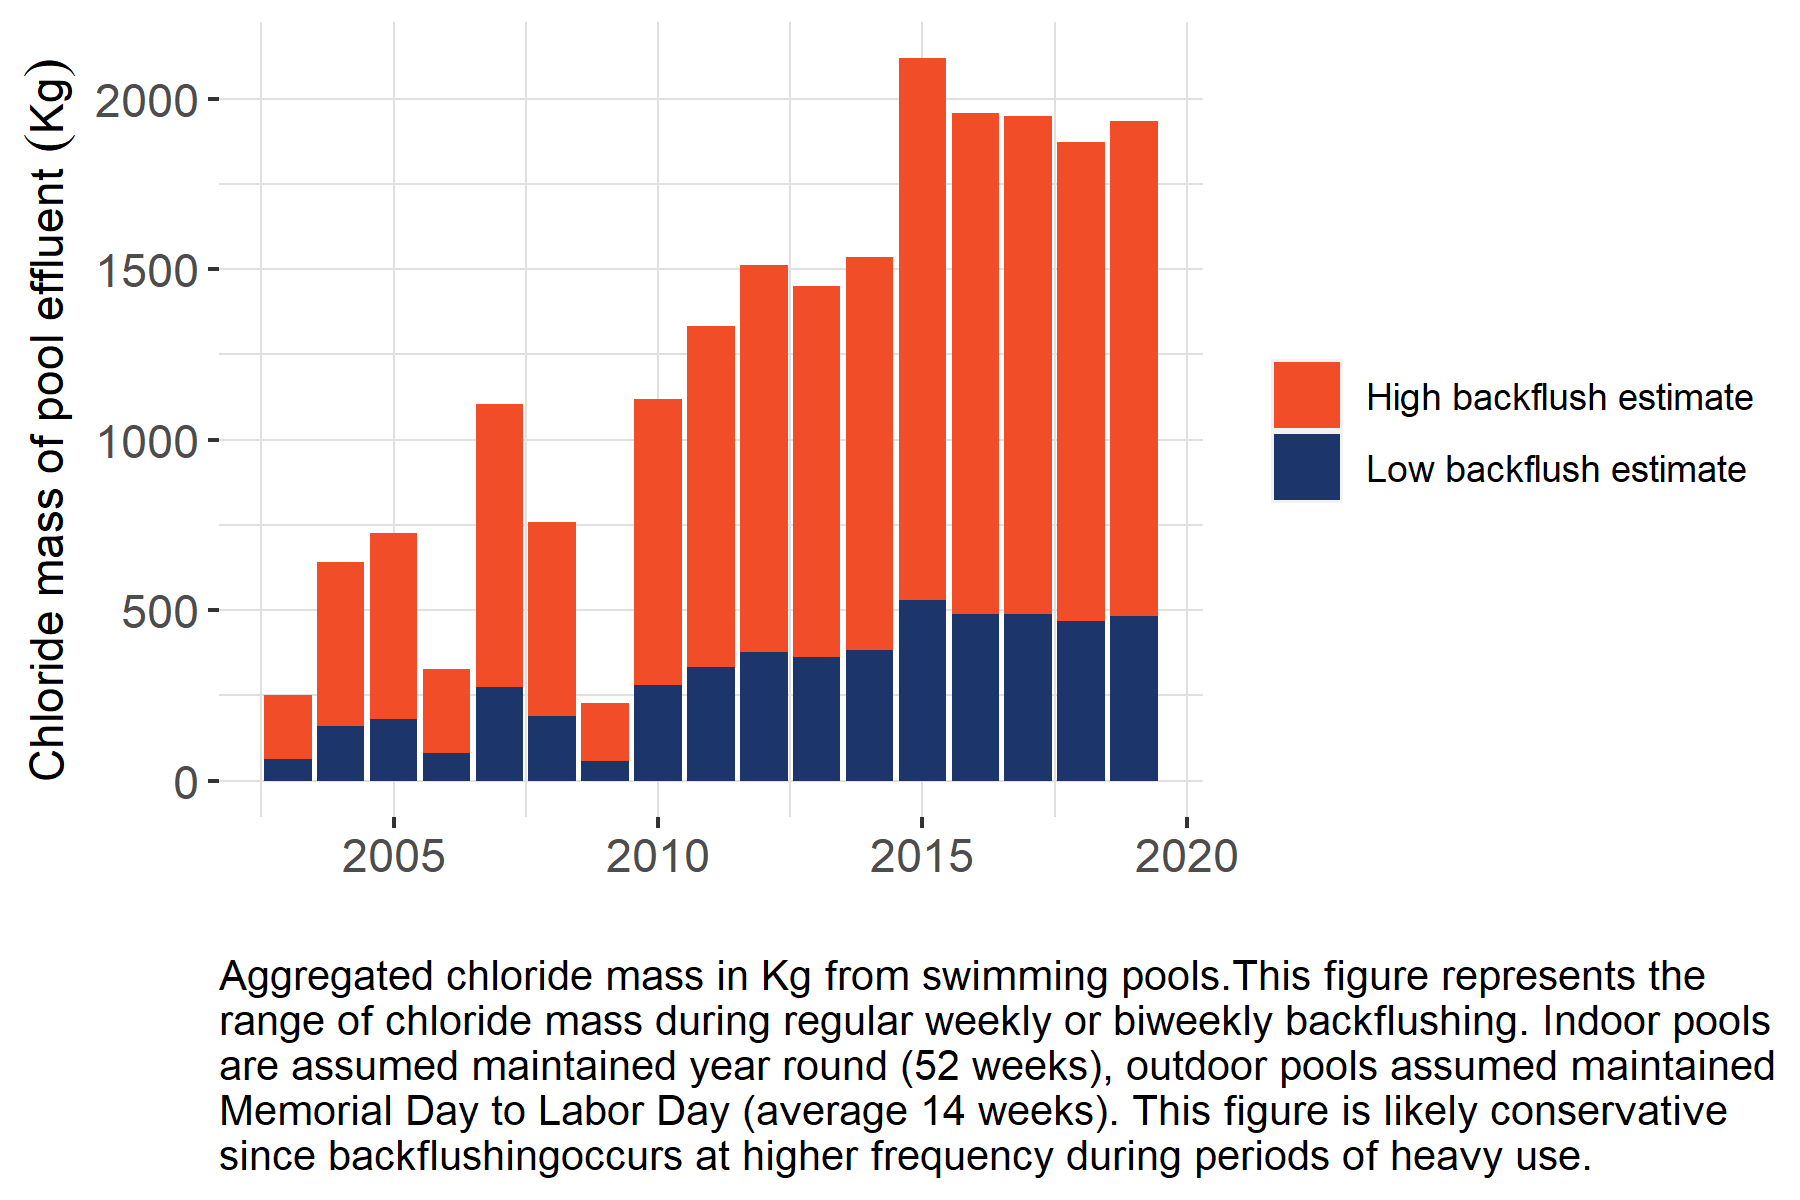 Chloride mass of pool effluent (Kg)
2000
1500
1000
500
0
2005
2010
2015
2020
High backflush estimate
Low backflush estimate
Aggregated chloride mass in Kg from swimming pools.This figure represents the
range of chloride mass during regular weekly or biweekly backflushing. Indoor pools
are assumed maintained year round (52 weeks), outdoor pools assumed maintained
Memorial Day to Labor Day (average 14 weeks). This figure is likely conservative
since backflushingoccurs at higher frequency during periods of heavy use.